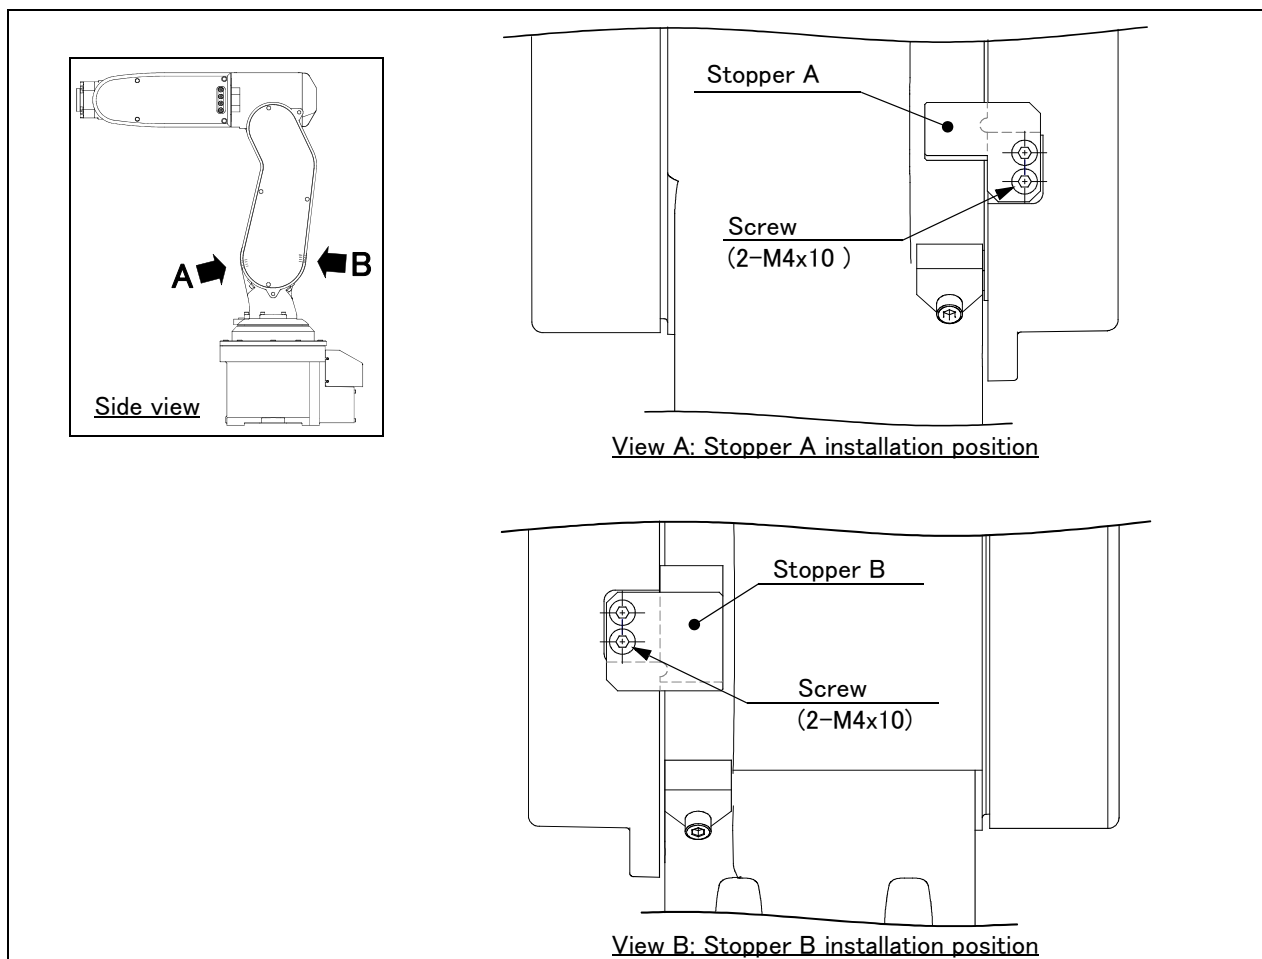 Stopper A
Screw
(2-M4x10 )
A
B
Side view
View A: Stopper A installation position
Stopper B
Screw
(2-M4x10)
View B: Stopper B installation position